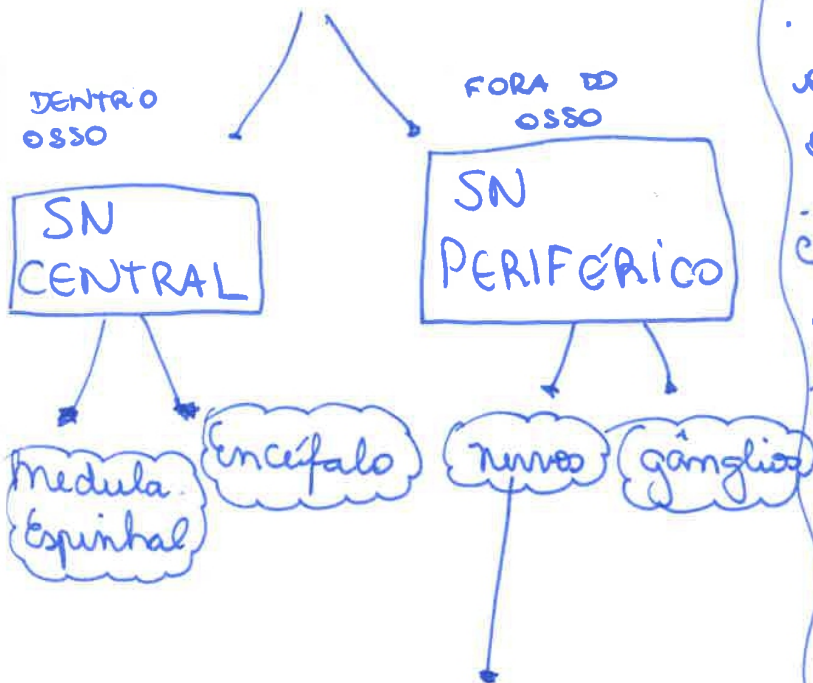 DENTRO
OSSO
FORA DO
OSSO
SN
CENTRAL
SN
PERIFÉRICO
medula
Espinhal
Encéfalo
nervos
gânglios